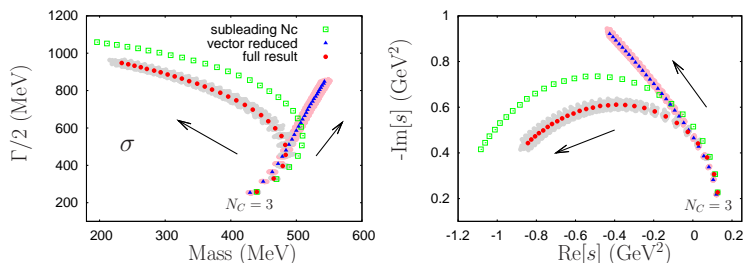 subleading Nc
vector reduced
full result
σ
N_C = 3
Γ/2 (MeV)
1200
1000
800
600
400
200
0
200
300
400
500
600
Mass (MeV)
-Im[s] (GeV²)
1
0.8
0.6
0.4
0.2
N_C = 3
-1.2
-1
-0.8
-0.6
-0.4
-0.2
0
0.2
Re[s] (GeV²)